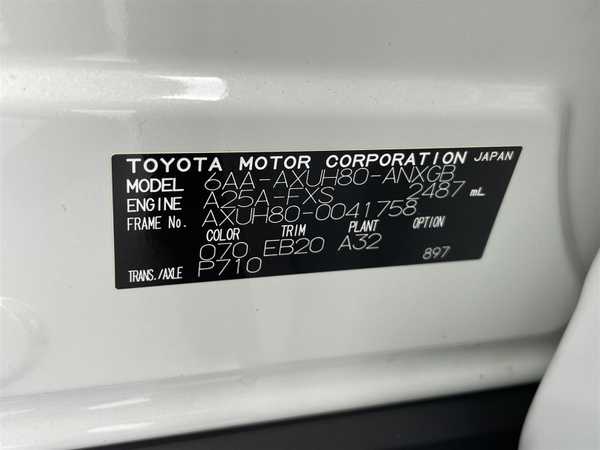 TOYOTA MOTOR CORPORATION JAPAN
MODEL 6AA-AXUH80-ANXGB
ENGINE A25A-FXS 2487 mL
FRAME No. AXUH80-0041758
COLOR TRIM PLANT OPTION
070 EB20 A32 897
TRANS./AXLE P710